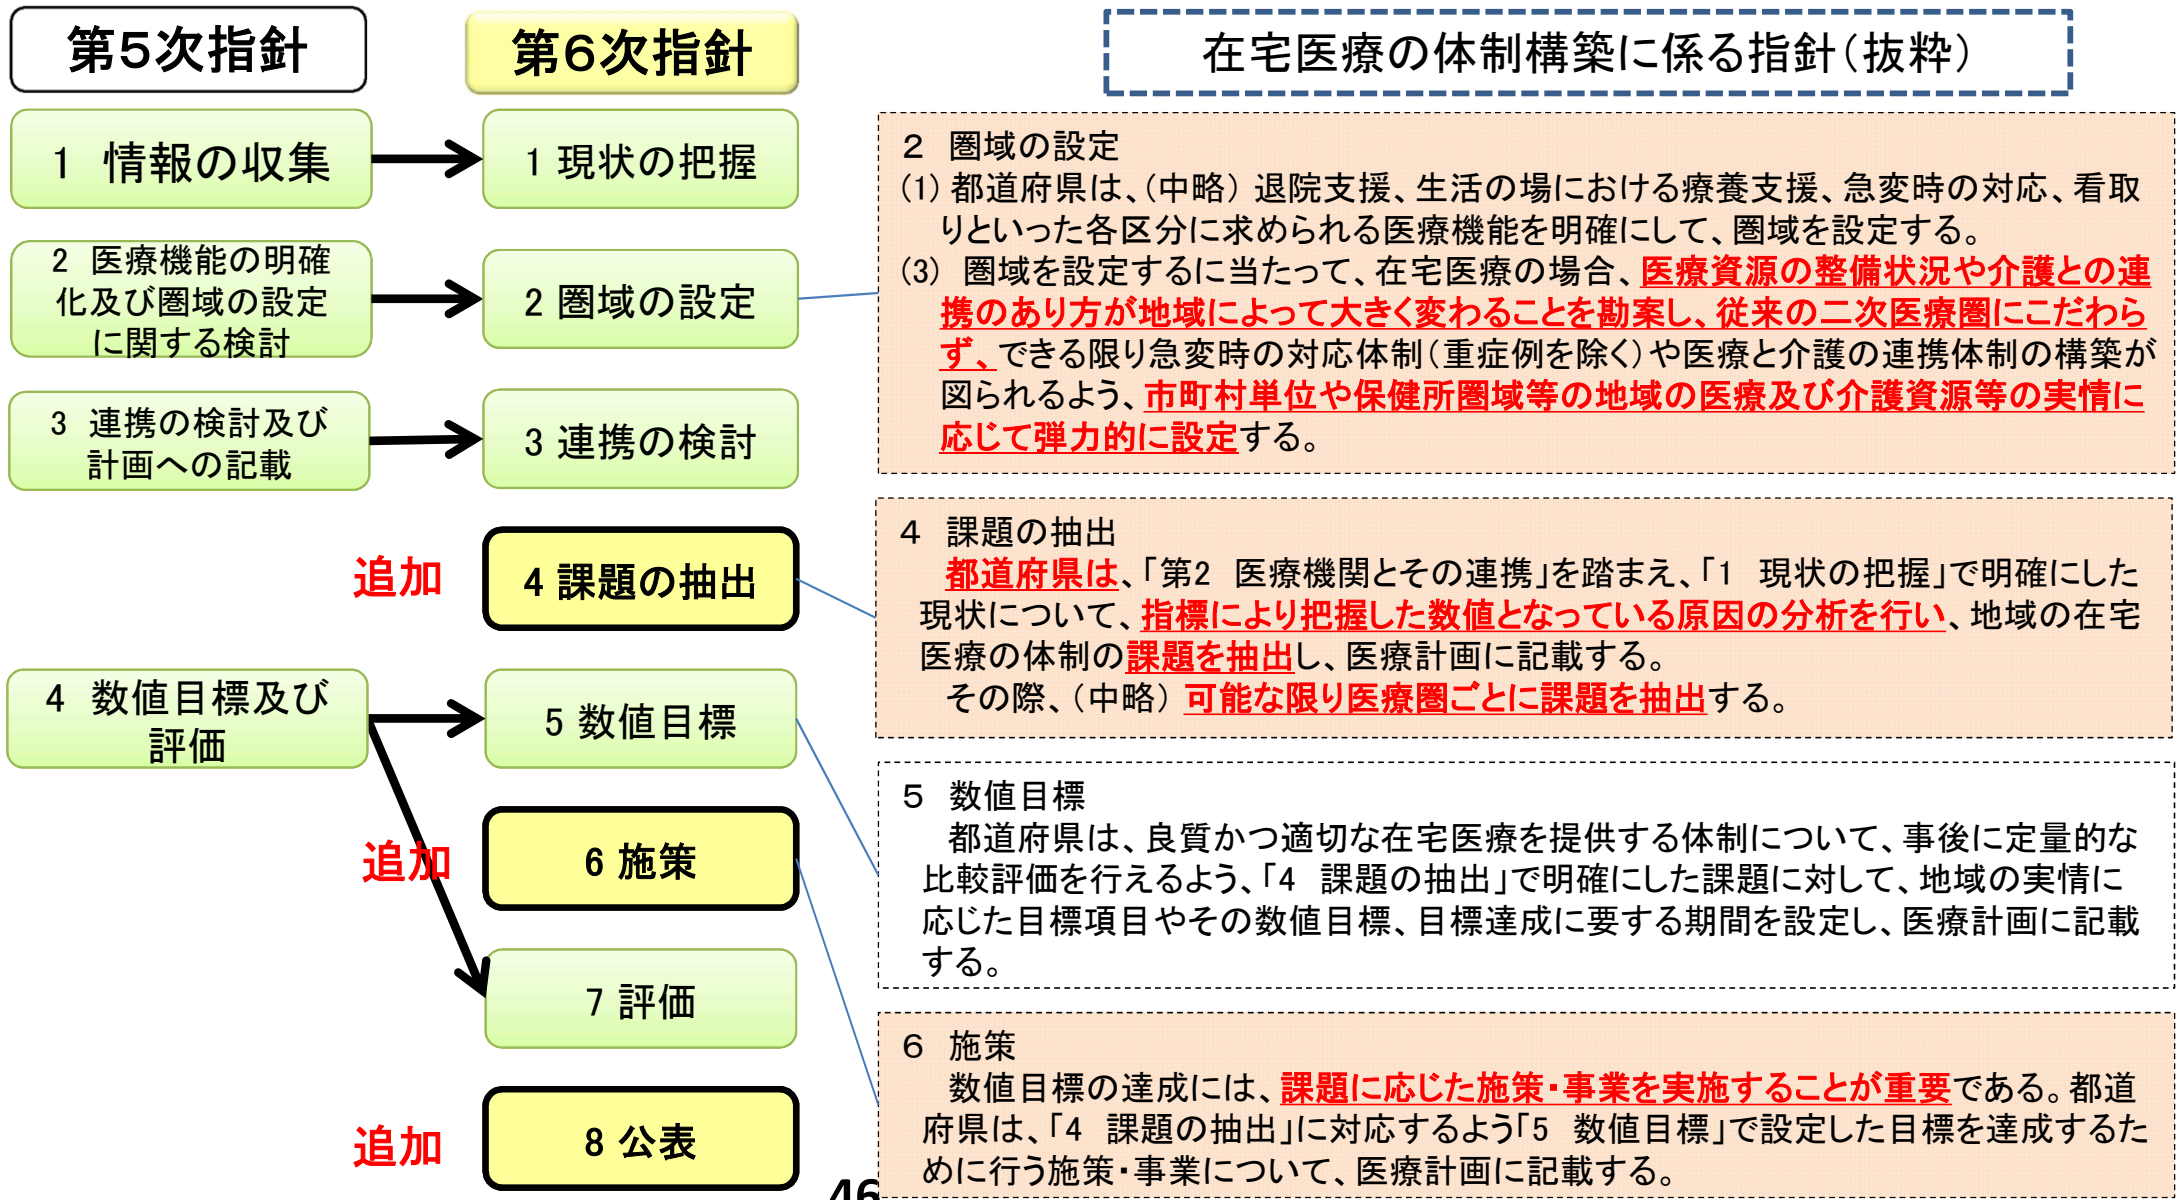 第５次指針
第６次指針
在宅医療の体制構築に係る指針（抜粋）
1　情報の収集
1 現状の把握
2　医療機能の明確
化及び圏域の設定
に関する検討
2 圏域の設定
3　連携の検討及び
計画への記載
3 連携の検討
追加
4 課題の抽出
4　数値目標及び
評価
5 数値目標
追加
6 施策
7 評価
追加
8 公表
２　圏域の設定
(1) 都道府県は、（中略）退院支援、生活の場における療養支援、急変時の対応、看取
りといった各区分に求められる医療機能を明確にして、圏域を設定する。
(3)　圏域を設定するに当たって、在宅医療の場合、医療資源の整備状況や介護との連
携のあり方が地域によって大きく変わることを勘案し、従来の二次医療圏にこだわら
ず、できる限り急変時の対応体制（重症例を除く）や医療と介護の連携体制の構築が
図られるよう、市町村単位や保健所圏域等の地域の医療及び介護資源等の実情に
応じて弾力的に設定する。
４　課題の抽出
都道府県は、「第2　医療機関とその連携」を踏まえ、「1　現状の把握」で明確にした
現状について、指標により把握した数値となっている原因の分析を行い、地域の在宅
医療の体制の課題を抽出し、医療計画に記載する。
その際、（中略）可能な限り医療圏ごとに課題を抽出する。
５　数値目標
都道府県は、良質かつ適切な在宅医療を提供する体制について、事後に定量的な
比較評価を行えるよう、「4　課題の抽出」で明確にした課題に対して、地域の実情に
応じた目標項目やその数値目標、目標達成に要する期間を設定し、医療計画に記載
する。
６　施策
数値目標の達成には、課題に応じた施策・事業を実施することが重要である。都道
府県は、「4　課題の抽出」に対応するよう「5　数値目標」で設定した目標を達成するた
めに行う施策・事業について、医療計画に記載する。
46